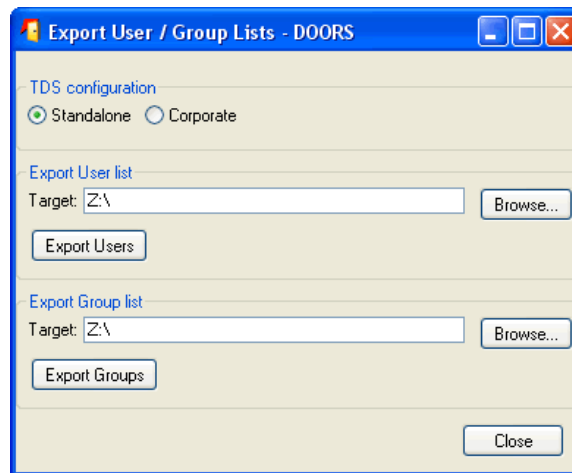 Export User / Group Lists - DOORS
TDS configuration
Standalone Corporate
Export User list
Target: Z:\ Browse...
Export Users
Export Group list
Target: Z:\ Browse...
Export Groups
Close